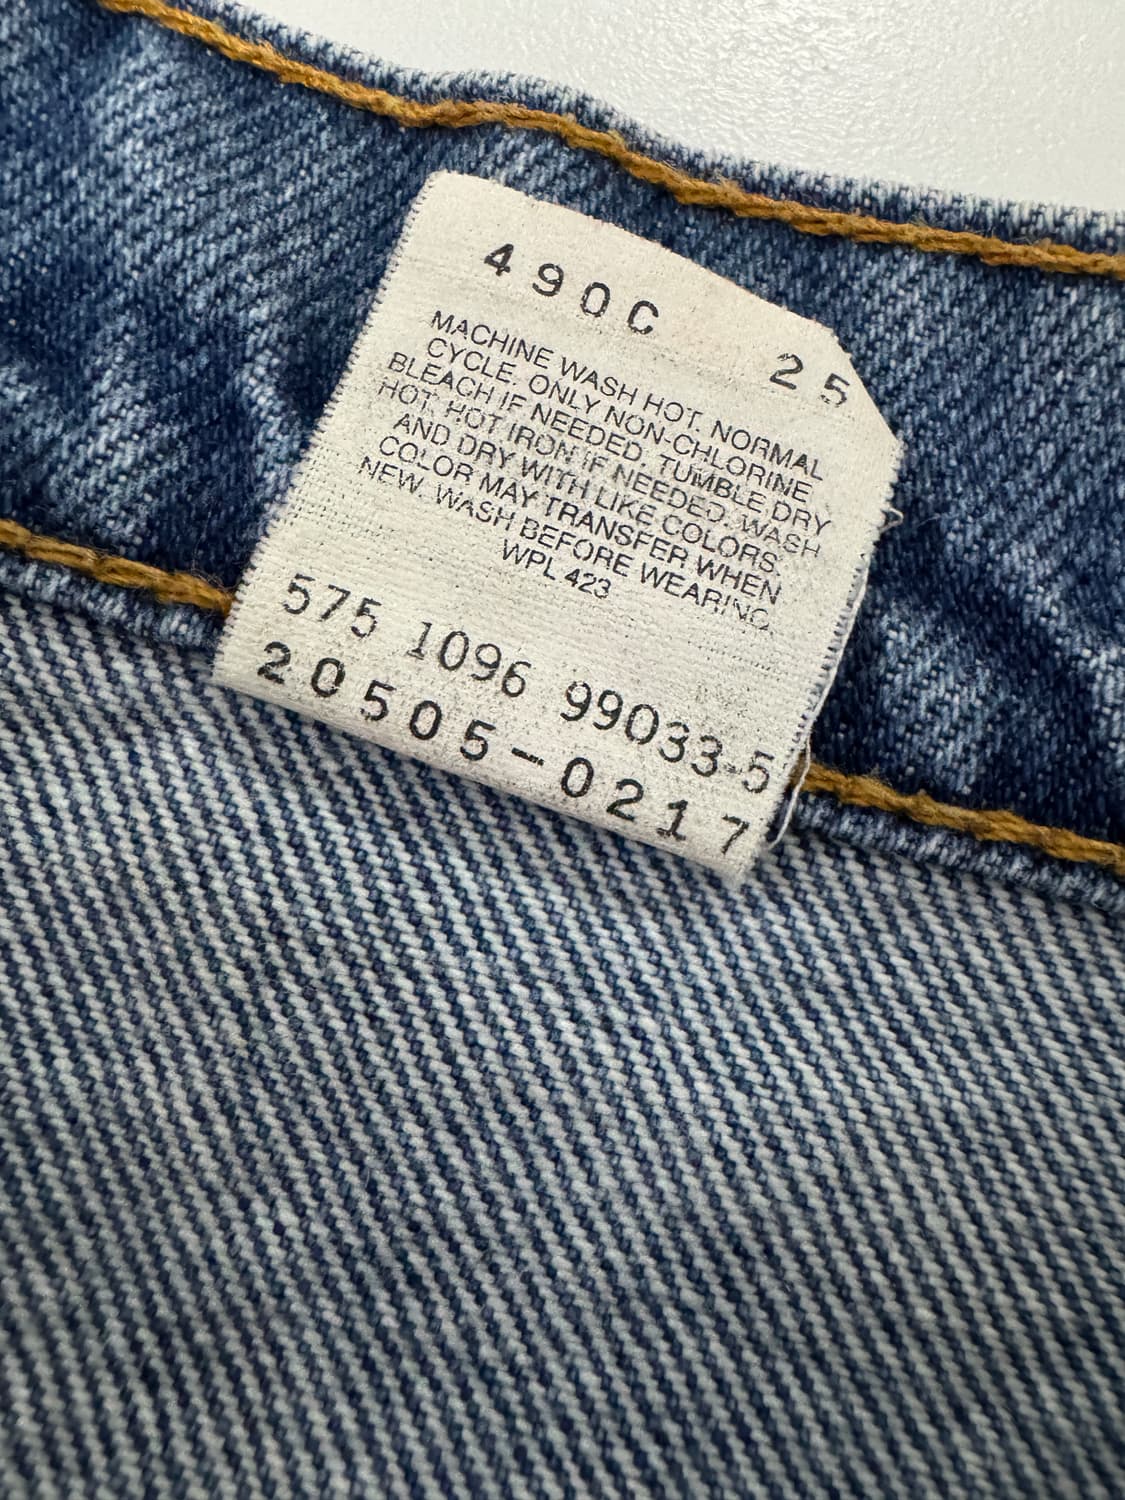 490C 25
MACHINE WASH HOT, NORMAL
CYCLE. ONLY NON-CHLORINE
BLEACH IF NEEDED. TUMBLE DRY
HOT. HOT IRON IF NEEDED. WASH
AND DRY WITH LIKE COLORS.
COLOR MAY TRANSFER WHEN
NEW. WASH BEFORE WEARING.
WPL 423
575 1096 99033-5
20505-0217